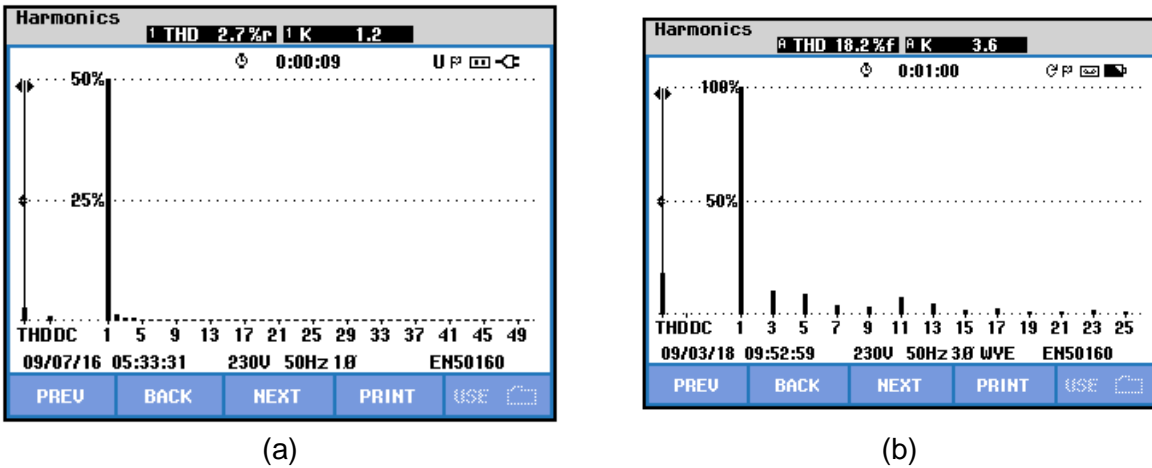 Harmonics
1 THD 2.7%r 1 K 1.2
0:00:09 U
50%
25%
THDDC 1 5 9 13 17 21 25 29 33 37 41 45 49
09/07/16 05:33:31 230V 50Hz 1Ø EN50160
PREV BACK NEXT PRINT USE
(a)
Harmonics
A THD 18.2%f A K 3.6
0:01:00
100%
50%
THDDC 1 3 5 7 9 11 13 15 17 19 21 23 25
09/03/18 09:52:59 230V 50Hz 3Ø WYE EN50160
PREV BACK NEXT PRINT USE
(b)